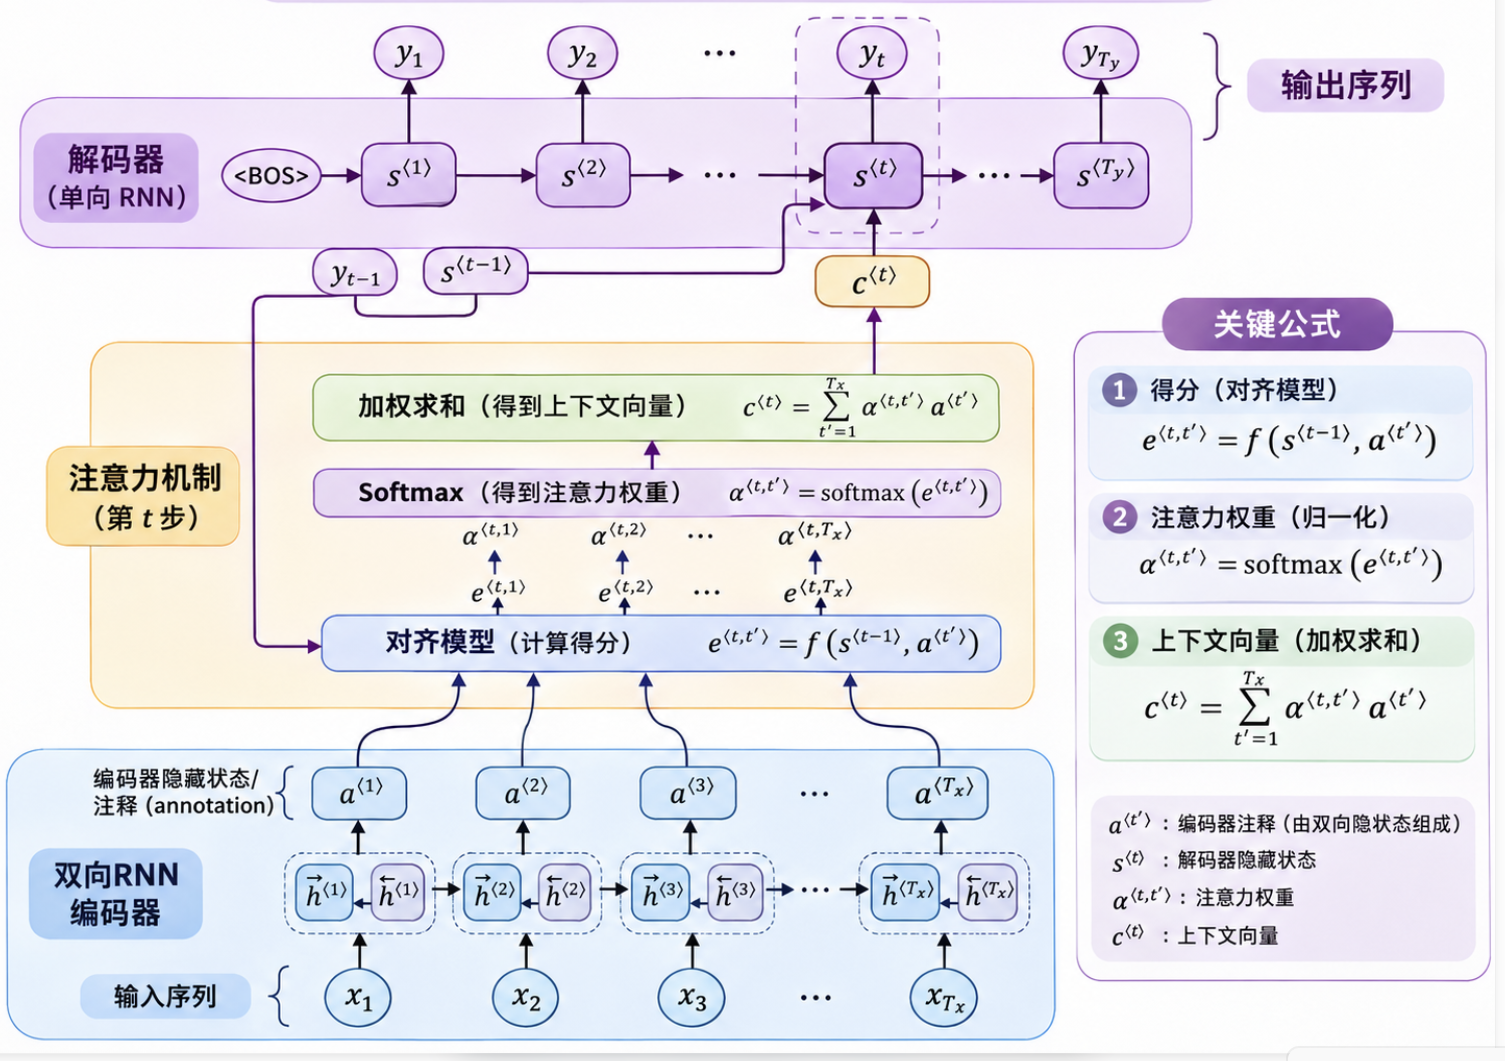 y₁ y₂ ⋯ yₜ y_{T_y}
输出序列
解码器
（单向 RNN）
<BOS> s⟨1⟩ s⟨2⟩ ⋯ s⟨t⟩ ⋯ s⟨T_y⟩
y_{t−1} s⟨t−1⟩ c⟨t⟩
注意力机制
（第 t 步）
加权求和（得到上下文向量） c⟨t⟩ = ∑_{t′=1}^{Tx} α⟨t,t′⟩ a⟨t′⟩
Softmax（得到注意力权重） α⟨t,t′⟩ = softmax (e⟨t,t′⟩)
α⟨t,1⟩ α⟨t,2⟩ ⋯ α⟨t,T_x⟩
e⟨t,1⟩ e⟨t,2⟩ ⋯ e⟨t,T_x⟩
对齐模型（计算得分） e⟨t,t′⟩ = f (s⟨t−1⟩, a⟨t′⟩)
编码器隐藏状态/
注释 (annotation)
a⟨1⟩ a⟨2⟩ a⟨3⟩ ⋯ a⟨T_x⟩
双向RNN
编码器
→h⟨1⟩ ←h⟨1⟩ →h⟨2⟩ ←h⟨2⟩ →h⟨3⟩ ←h⟨3⟩ ⋯ →h⟨T_x⟩ ←h⟨T_x⟩
输入序列
x₁ x₂ x₃ ⋯ x_{T_x}
关键公式
1 得分（对齐模型）
e⟨t,t′⟩ = f (s⟨t−1⟩, a⟨t′⟩)
2 注意力权重（归一化）
α⟨t,t′⟩ = softmax (e⟨t,t′⟩)
3 上下文向量（加权求和）
c⟨t⟩ = ∑_{t′=1}^{Tx} α⟨t,t′⟩ a⟨t′⟩
a⟨t′⟩ ：编码器注释（由双向隐状态组成）
s⟨t⟩ ：解码器隐藏状态
α⟨t,t′⟩ ：注意力权重
c⟨t⟩ ：上下文向量